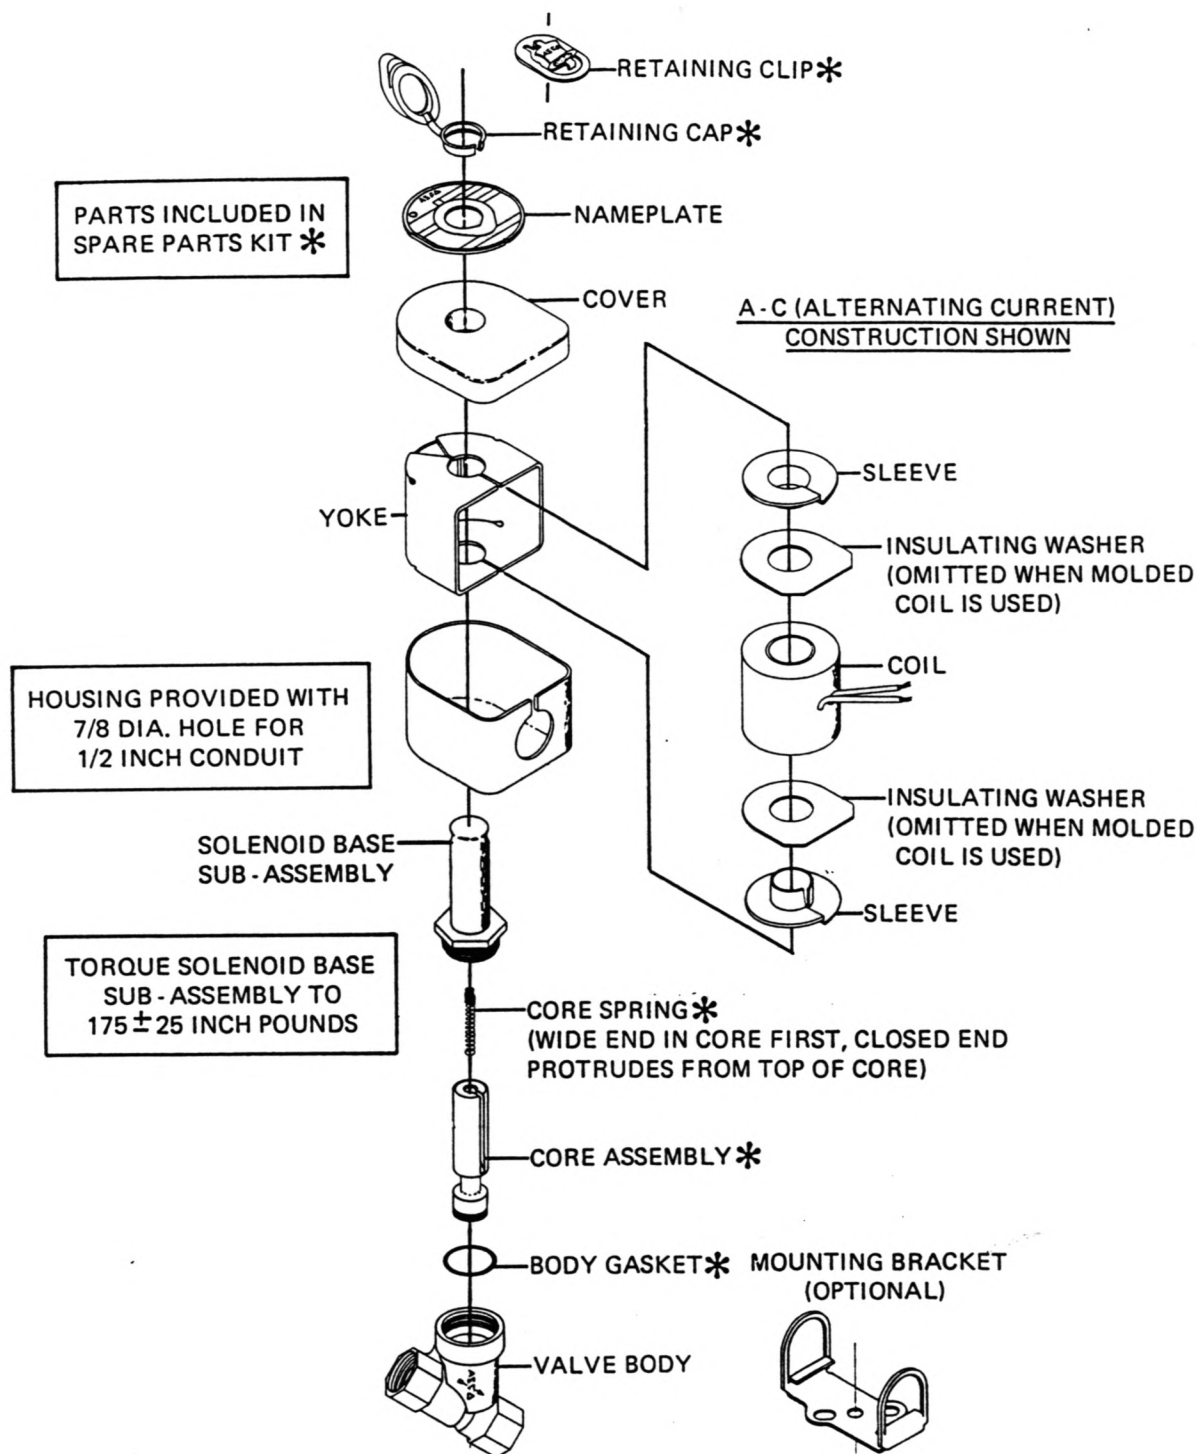 RETAINING CLIP*
RETAINING CAP*
PARTS INCLUDED IN
SPARE PARTS KIT *
NAMEPLATE
COVER
A-C (ALTERNATING CURRENT)
CONSTRUCTION SHOWN
SLEEVE
YOKE
INSULATING WASHER
(OMITTED WHEN MOLDED
COIL IS USED)
COIL
HOUSING PROVIDED WITH
7/8 DIA. HOLE FOR
1/2 INCH CONDUIT
INSULATING WASHER
(OMITTED WHEN MOLDED
COIL IS USED)
SOLENOID BASE
SUB-ASSEMBLY
SLEEVE
TORQUE SOLENOID BASE
SUB-ASSEMBLY TO
175 ± 25 INCH POUNDS
CORE SPRING*
(WIDE END IN CORE FIRST, CLOSED END
PROTRUDES FROM TOP OF CORE)
CORE ASSEMBLY*
BODY GASKET*
MOUNTING BRACKET
(OPTIONAL)
VALVE BODY